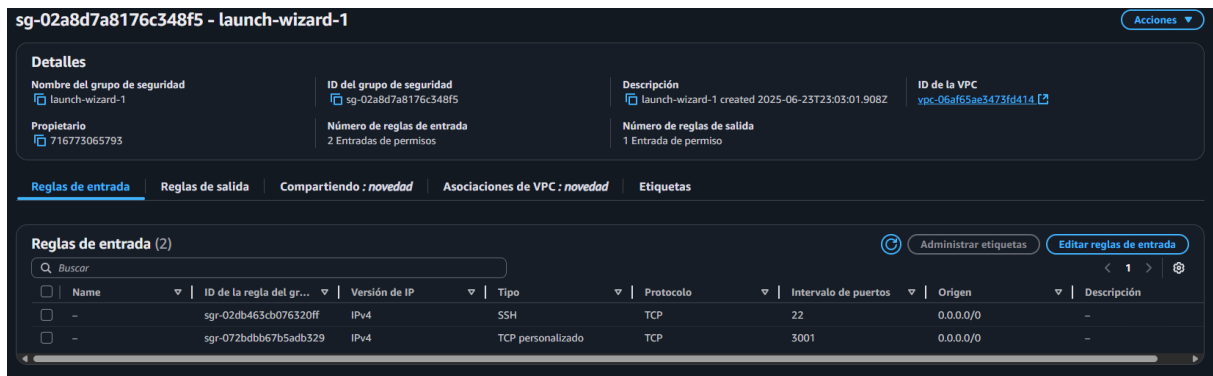 sg-02a8d7a8176c348f5 - launch-wizard-1
Acciones
Detalles
Nombre del grupo de seguridad
launch-wizard-1
ID del grupo de seguridad
sg-02a8d7a8176c348f5
Descripción
launch-wizard-1 created 2025-06-23T23:03:01.908Z
ID de la VPC
vpc-06af65ae3473fd414
Propietario
716773065793
Número de reglas de entrada
2 Entradas de permisos
Número de reglas de salida
1 Entrada de permiso
Reglas de entrada Reglas de salida Compartiendo : novedad Asociaciones de VPC : novedad Etiquetas
Reglas de entrada (2)
Administrar etiquetas
Editar reglas de entrada
Buscar
1
Name ID de la regla del gr... Versión de IP Tipo Protocolo Intervalo de puertos Origen Descripción
– sgr-02db463cb076320ff IPv4 SSH TCP 22 0.0.0.0/0 –
– sgr-072bdbb67b5adb329 IPv4 TCP personalizado TCP 3001 0.0.0.0/0 –